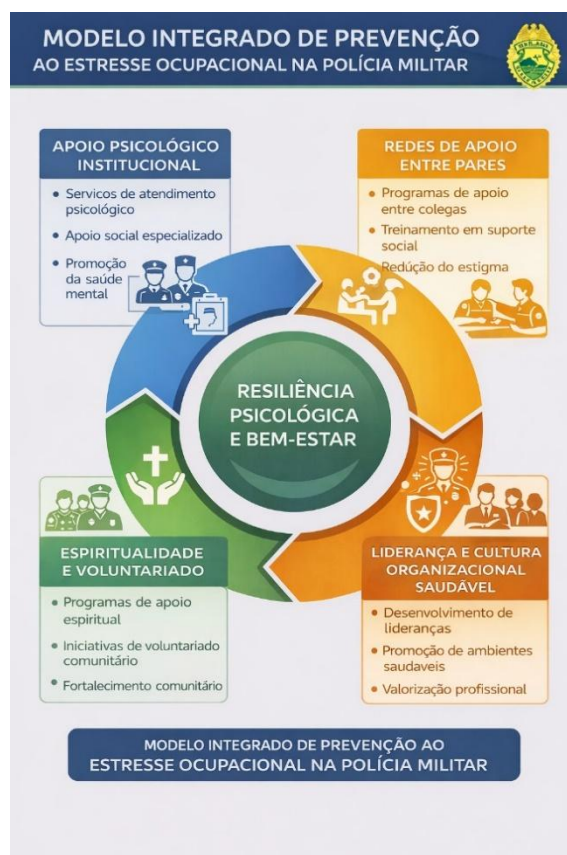 MODELO INTEGRADO DE PREVENÇÃO
AO ESTRESSE OCUPACIONAL NA POLÍCIA MILITAR
APOIO PSICOLÓGICO
INSTITUCIONAL
• Servicos de atendimento
psicológico
• Apoio social especializado
• Promoção
da saúde
mental
REDES DE APOIO
ENTRE PARES
• Programas de apoio
entre colegas
• Treinamento em suporte
social
Redúção do estigma
RESILIÊNCIA
PSICOLÓGICA
E BEM-ESTAR
ESPIRITUALIDADE
E VOLUNTARIADO
• Programas de apoio
espiritual
• Iniciativas de voluntariado
comunitário
• Fortalecimento comunitário
LIDERANÇA E CULTURA
ORGANIZACIONAL
SAUDÁVEL
• Desenvolvimento de
lideranças
• Promoção de ambientes
saudaveis
• Valorização profissional
MODELO INTEGRADO DE PREVENÇÃO AO
ESTRESSE OCUPACIONAL NA POLÍCIA MILITAR